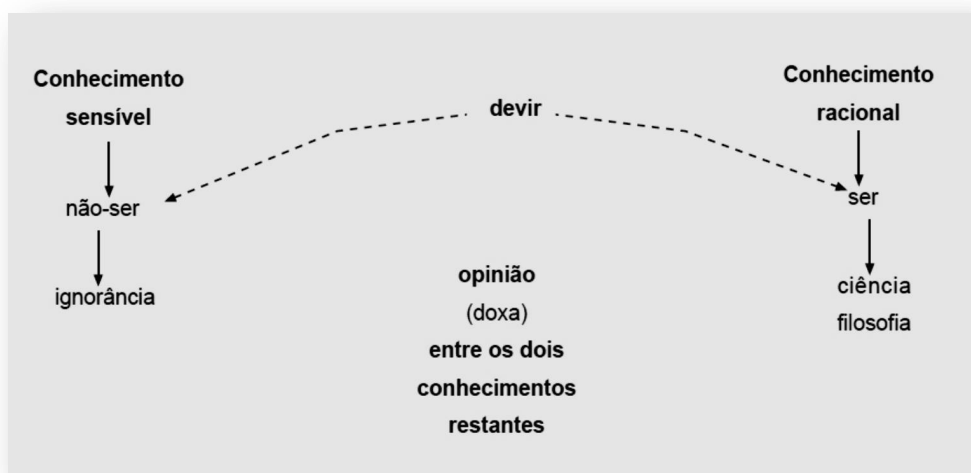 Conhecimento
sensível
não-ser
ignorância
devir
opinião
(doxa)
entre os dois
conhecimentos
restantes
Conhecimento
racional
ser
ciência
filosofia